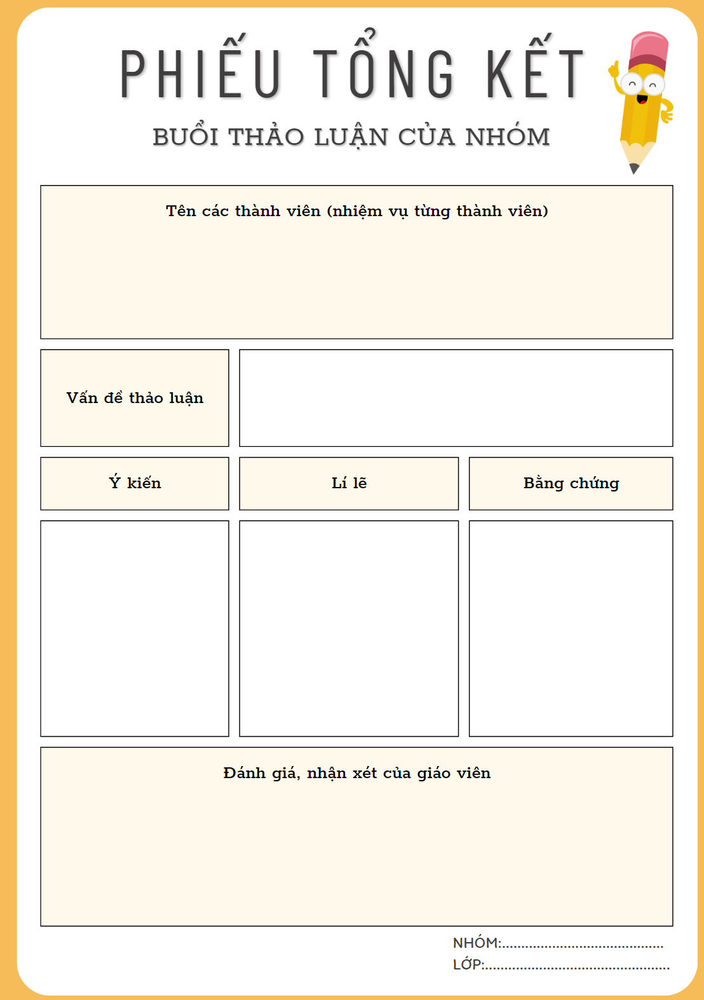 PHIẾU TỔNG KẾT
BUỔI THẢO LUẬN CỦA NHÓM
Tên các thành viên (nhiệm vụ từng thành viên)
Vấn đề thảo luận
Ý kiến
Lí lẽ
Bằng chứng
Đánh giá, nhận xét của giáo viên
NHÓM:..........................................
LỚP:................................................